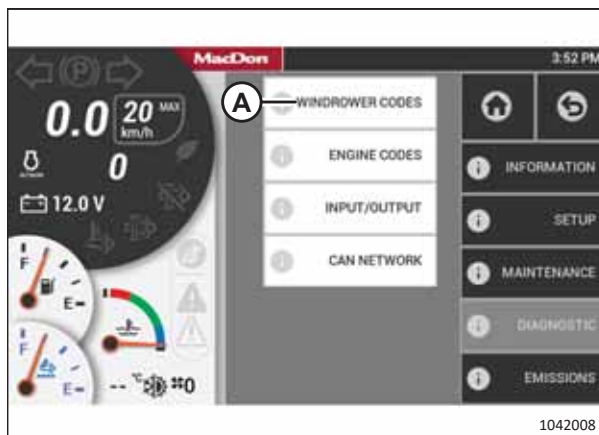 MacDon
3:52 PM
P
0.0
20 MAX
km/h
0
12.0 V
A
WINDROWER CODES
ENGINE CODES
INPUT/OUTPUT
CAN NETWORK
INFORMATION
SETUP
MAINTENANCE
DIAGNOSTIC
EMISSIONS
F
E
F
E
-- °C
0
1042008